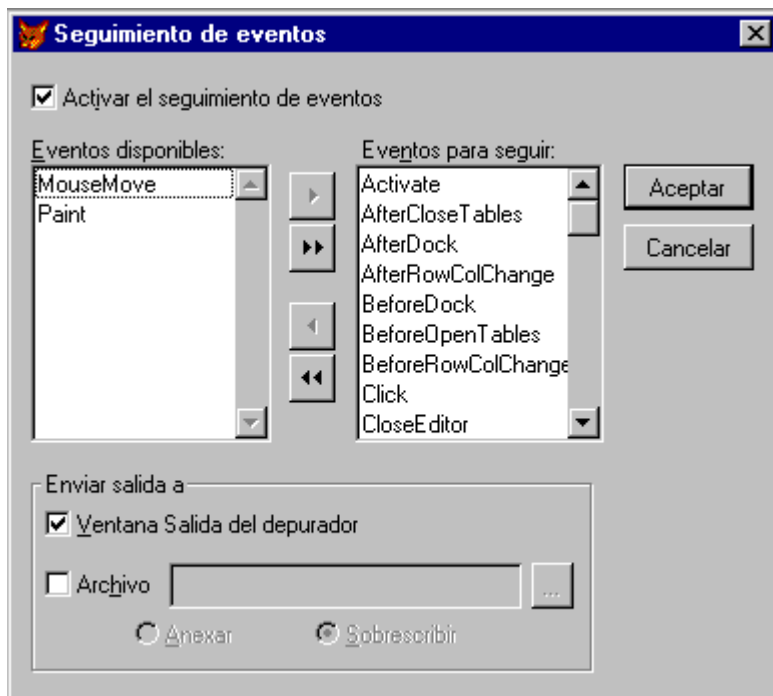 Seguimiento de eventos
Activar el seguimiento de eventos
Eventos disponibles:
MouseMove
Paint
Eventos para seguir:
Activate
AfterCloseTables
AfterDock
AfterRowColChange
BeforeDock
BeforeOpenTables
BeforeRowColChange
Click
CloseEditor
Aceptar
Cancelar
Enviar salida a
Ventana Salida del depurador
Archivo
...
Anexar
Sobrescribir